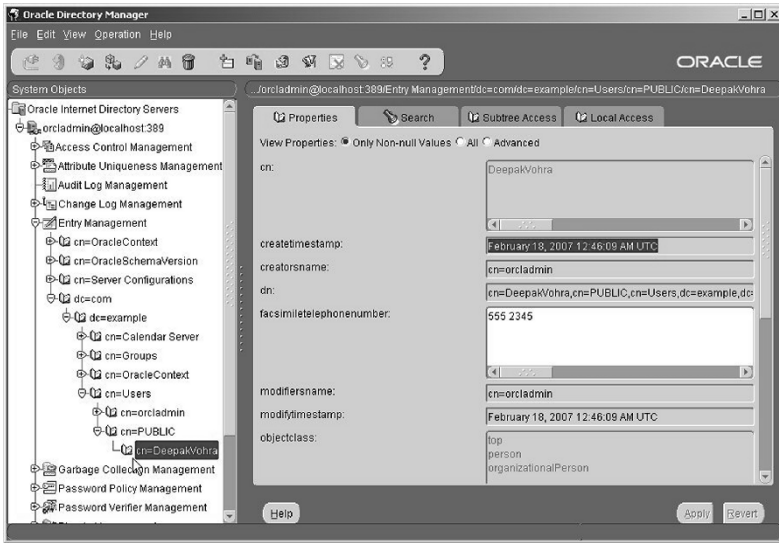 Oracle Directory Manager
File Edit View Operation Help
ORACLE
System Objects
.../orcladmin@localhost:389/Entry Management/dc=com/dc=example/cn=Users/cn=PUBLIC/cn=DeepakVohra
Oracle Internet Directory Servers
orcladmin@localhost:389
Access Control Management
Attribute Uniqueness Management
Audit Log Management
Change Log Management
Entry Management
cn=OracleContext
cn=OracleSchemaVersion
cn=Server Configurations
dc=com
dc=example
cn=Calendar Server
cn=Groups
cn=OracleContext
cn=Users
cn=orcladmin
cn=PUBLIC
cn=DeepakVohra
Garbage Collection Management
Password Policy Management
Password Verifier Management
Properties Search Subtree Access Local Access
View Properties: Only Non-null Values All Advanced
cn: DeepakVohra
createtimestamp: February 18, 2007 12:46:09 AM UTC
creatorsname: cn=orcladmin
dn: cn=DeepakVohra,cn=PUBLIC,cn=Users,dc=example,dc=
facsimiletelephonenumber: 555 2345
modifiersname: cn=orcladmin
modifytimestamp: February 18, 2007 12:46:09 AM UTC
objectclass: top
person
organizationalPerson
Help Apply Revert